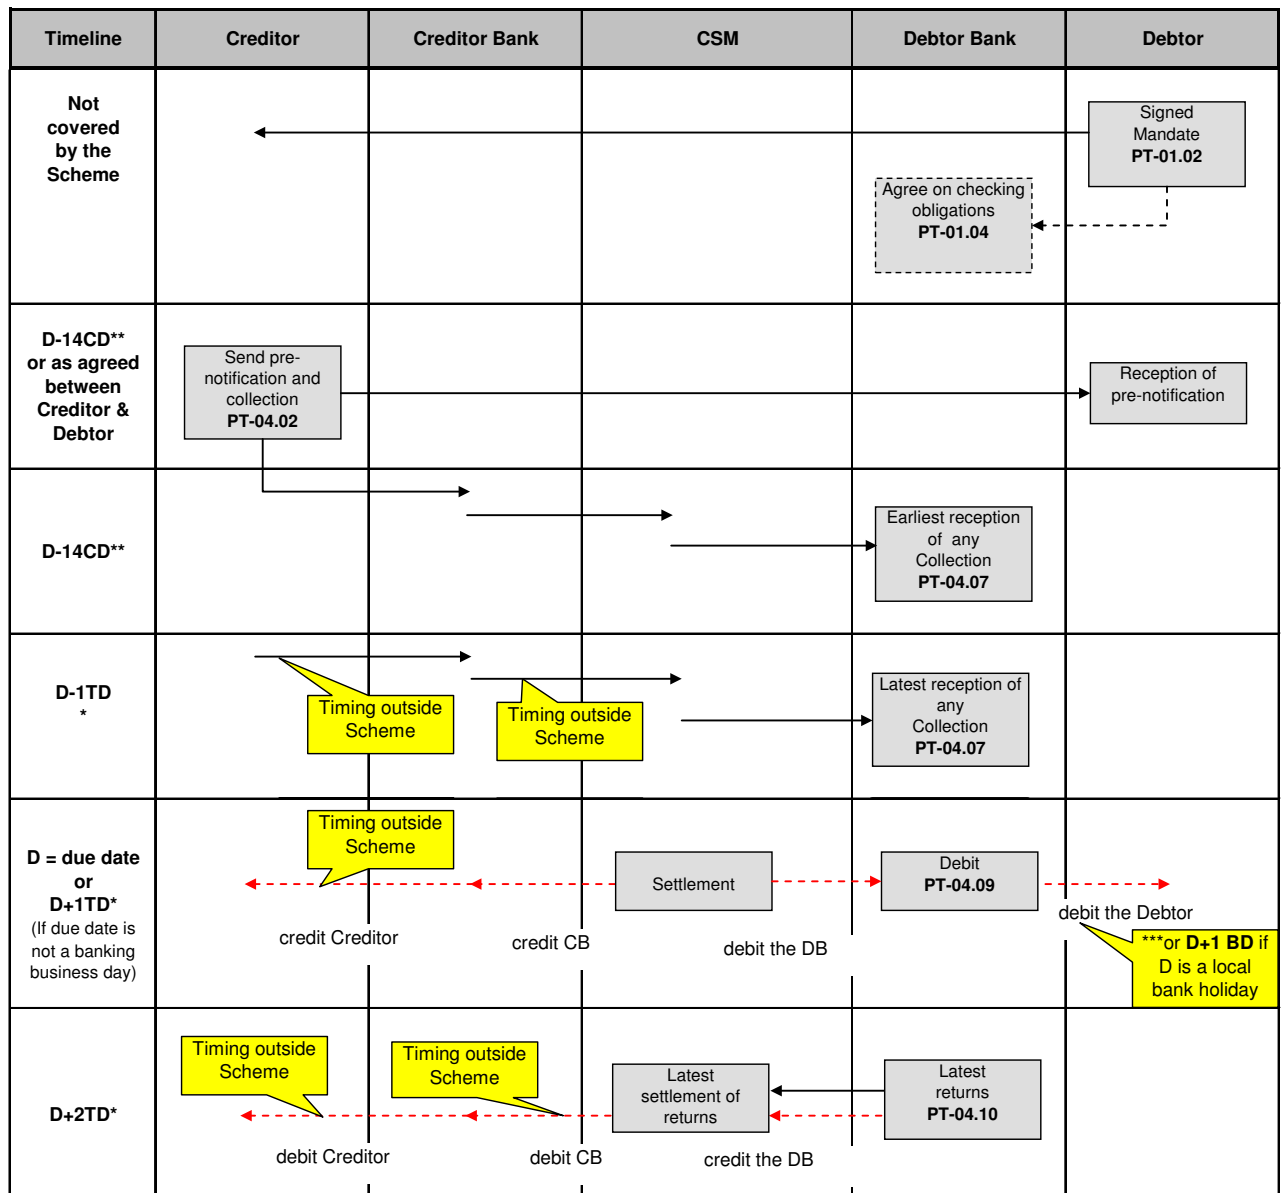 Timeline
Creditor
Creditor Bank
CSM
Debtor Bank
Debtor
Not
covered
by the
Scheme
Signed
Mandate
PT-01.02
Agree on checking
obligations
PT-01.04
D-14CD**
or as agreed
between
Creditor &
Debtor
Send pre-
notification and
collection
PT-04.02
Reception of
pre-notification
D-14CD**
Earliest reception
of any
Collection
PT-04.07
D-1TD
*
Timing outside
Scheme
Timing outside
Scheme
Latest reception of
any
Collection
PT-04.07
D = due date
or
D+1TD*
(If due date is
not a banking
business day)
Timing outside
Scheme
Settlement
Debit
PT-04.09
credit Creditor
credit CB
debit the DB
debit the Debtor
***or D+1 BD if
D is a local
bank holiday
D+2TD*
Timing outside
Scheme
Timing outside
Scheme
Latest
settlement of
returns
Latest
returns
PT-04.10
debit Creditor
debit CB
credit the DB